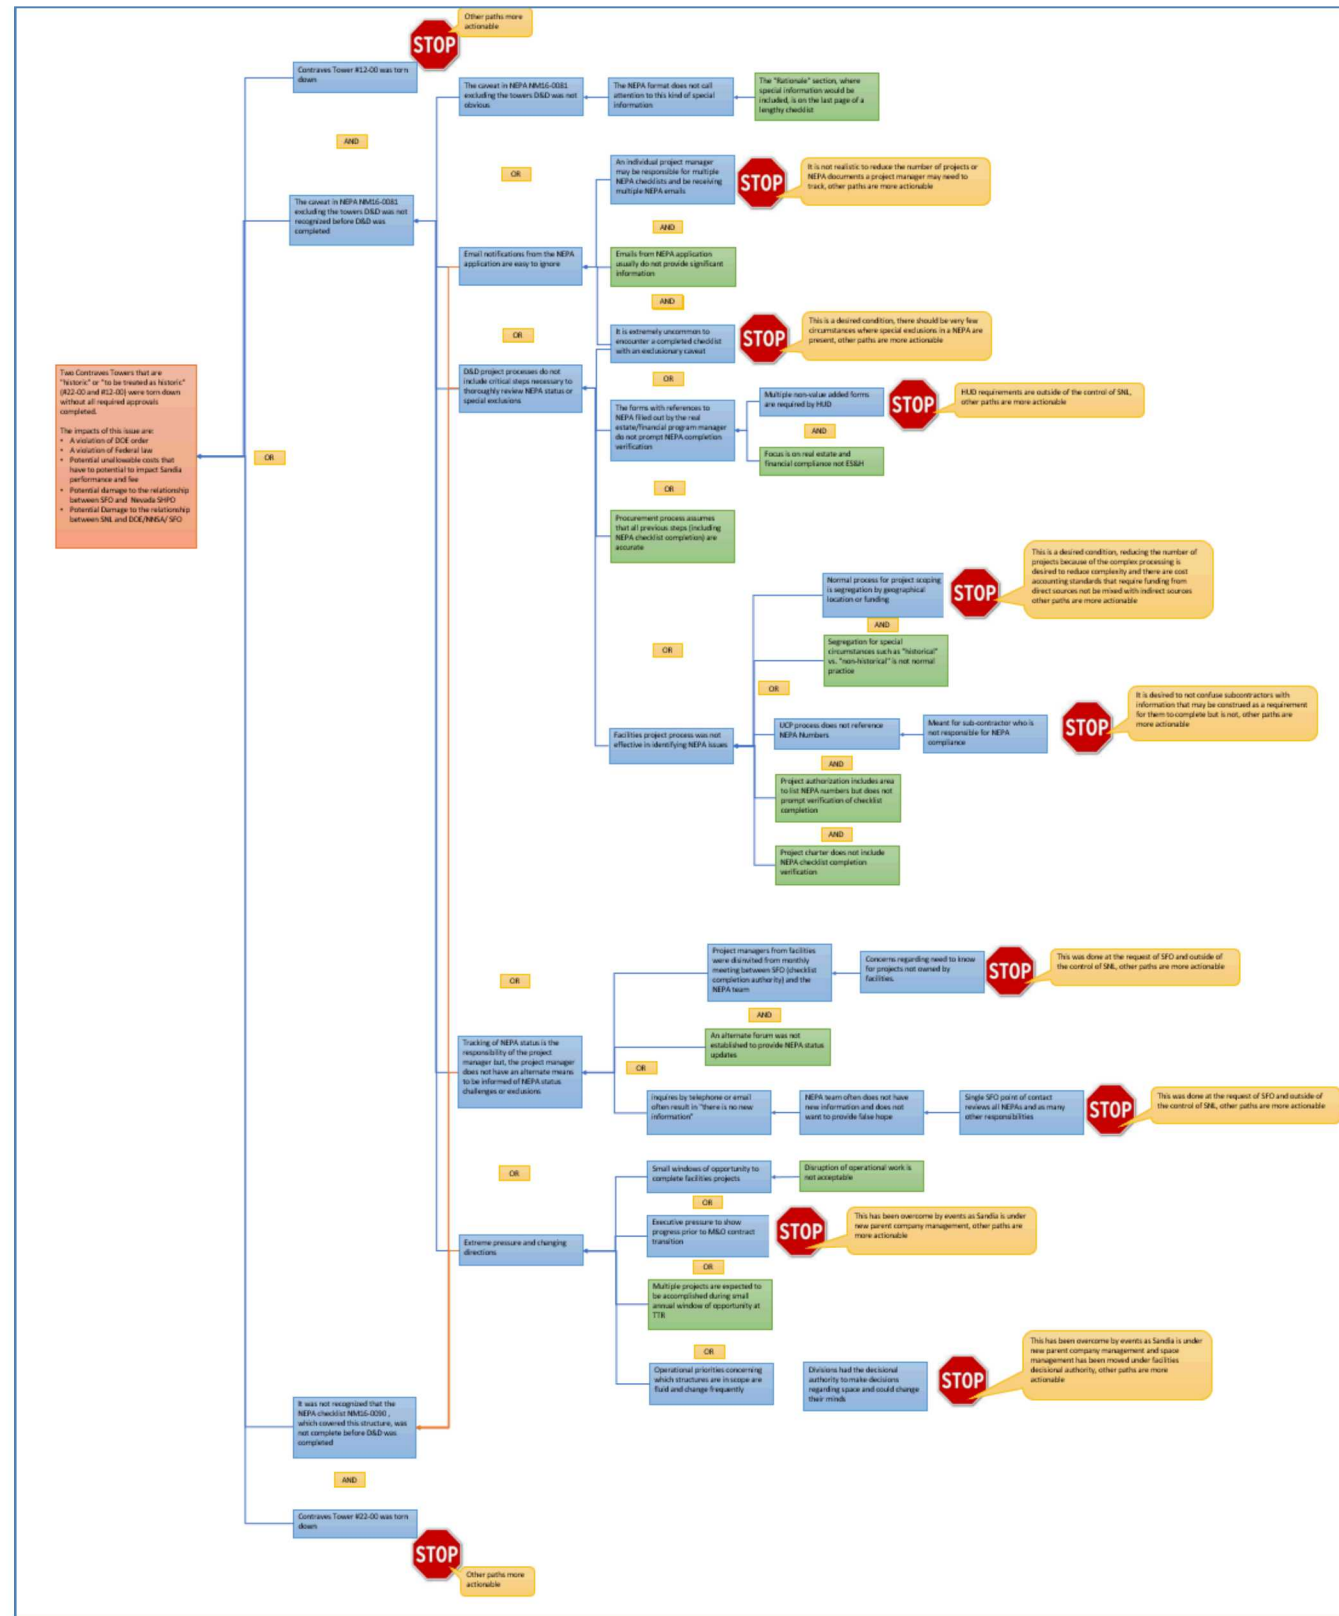 Other paths more
actionable
STOP
Contraves Tower #12-00 was torn
down
AND
The caveat in NEPA NM16-0081
excluding the towers D&D was not
obvious
The NEPA format does not call
attention to this kind of special
information
The "Rationale" section, where
special information would be
included, is on the last page of a
lengthy checklist
OR
An individual project manager
may be responsible for multiple
NEPA checklists and be receiving
multiple NEPA emails
STOP
It is not realistic to reduce the number of projects or
NEPA documents a project manager may need to
track, other paths are more actionable
The caveat in NEPA NM16-0081
excluding the towers D&D was not
recognized before D&D was
completed
AND
Email notifications from the NEPA
application are easy to ignore
Emails from NEPA application
usually do not provide significant
information
AND
OR
It is extremely uncommon to
encounter a completed checklist
with an exclusionary caveat
STOP
This is a desired condition, there should be very few
circumstances where special exclusions in a NEPA are
present, other paths are more actionable
Two Contraves Towers that are
"historic" or "to be treated as historic"
(#22-00 and #12-00) were torn down
without all required approvals
completed.
The impacts of this issue are:
• A violation of DOE order
• A violation of Federal law
• Potential unallowable costs that
have to potential to impact Sandia
performance and fee
• Potential damage to the relationship
between SFO and Nevada SHPO
• Potential Damage to the relationship
between SNL and DOE/NNSA/ SFO
OR
D&D project processes do not
include critical steps necessary to
thoroughly review NEPA status or
special exclusions
OR
The forms with references to
NEPA filled out by the real
estate/financial program manager
do not prompt NEPA completion
verification
Multiple non-value added forms
are required by HUD
STOP
HUD requirements are outside of the control of SNL,
other paths are more actionable
AND
Focus is on real estate and
financial compliance not ES&H
OR
Procurement process assumes
that all previous steps (including
NEPA checklist completion) are
accurate
OR
Normal process for project scoping
is segregation by geographical
location or funding
STOP
This is a desired condition, reducing the number of
projects because of the complex processing is
desired to reduce complexity and there are cost
accounting standards that require funding from
direct sources not be mixed with indirect sources
other paths are more actionable
AND
Segregation for special
circumstances such as "historical"
vs. "non-historical" is not normal
practice
OR
Facilities project process was not
effective in identifying NEPA issues
UCP process does not reference
NEPA Numbers
Meant for sub-contractor who is
not responsible for NEPA
compliance
STOP
It is desired to not confuse subcontractors with
information that may be construed as a requirement
for them to complete but is not, other paths are
more actionable
AND
Project authorization includes area
to list NEPA numbers but does not
prompt verification of checklist
completion
AND
Project charter does not include
NEPA checklist completion
verification
OR
Project managers from facilities
were disinvited from monthly
meeting between SFO (checklist
completion authority) and the
NEPA team
Concerns regarding need to know
for projects not owned by
facilities.
STOP
This was done at the request of SFO and outside of
the control of SNL, other paths are more actionable
AND
An alternate forum was not
established to provide NEPA status
updates
Tracking of NEPA status is the
responsibility of the project
manager but, the project manager
does not have an alternate means
to be informed of NEPA status
challenges or exclusions
OR
Inquires by telephone or email
often result in "there is no new
information"
NEPA team often does not have
new information and does not
want to provide false hope
Single SFO point of contact
reviews all NEPAs and as many
other responsibilities
STOP
This was done at the request of SFO and outside of
the control of SNL, other paths are more actionable
OR
Small windows of opportunity to
complete facilities projects
Disruption of operational work is
not acceptable
OR
Extreme pressure and changing
directions
Executive pressure to show
progress prior to M&O contract
transition
STOP
This has been overcome by events as Sandia is under
new parent company management, other paths are
more actionable
OR
Multiple projects are expected to
be accomplished during small
annual window of opportunity at
TTR
OR
Operational priorities concerning
which structures are in scope are
fluid and change frequently
Divisions had the decisional
authority to make decisions
regarding space and could change
their minds
STOP
This has been overcome by events as Sandia is under
new parent company management and space
management has been moved under facilities
decisional authority, other paths are more
actionable
It was not recognized that the
NEPA checklist NM16-0090 ,
which covered this structure, was
not complete before D&D was
completed
AND
Contraves Tower #22-00 was torn
down
STOP
Other paths more
actionable